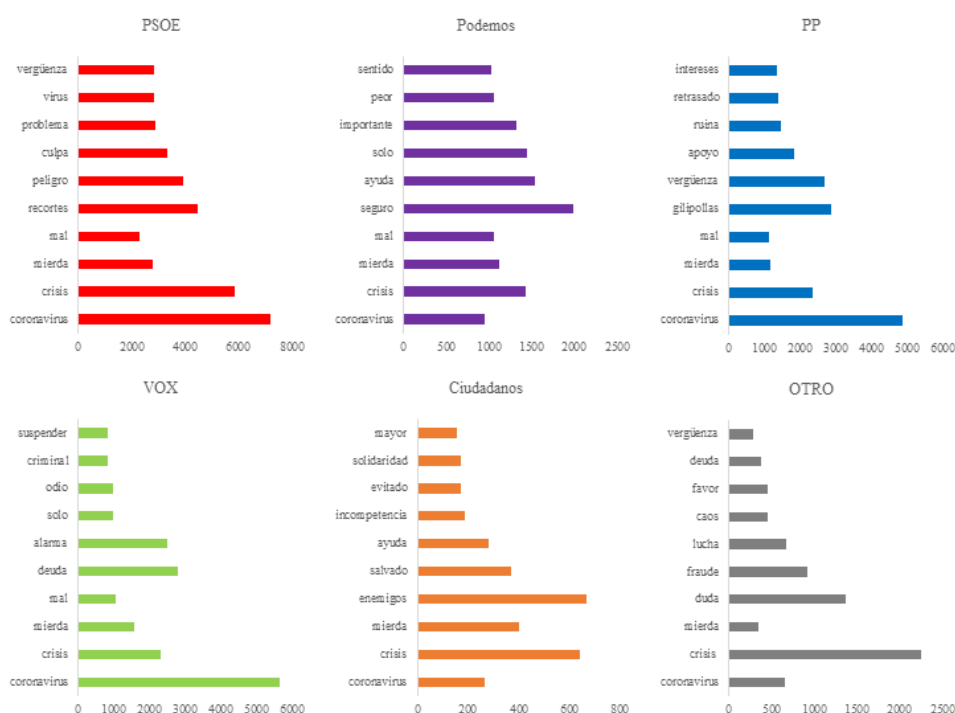 PSOE
vergüenza
virus
problema
culpa
peligro
recortes
mal
mierda
crisis
coronavirus
0 2000 4000 6000 8000
Podemos
sentido
peor
importante
solo
ayuda
seguro
mal
mierda
crisis
coronavirus
0 500 1000 1500 2000 2500
PP
intereses
retrasado
ruina
apoyo
vergüenza
gilipollas
mal
mierda
crisis
coronavirus
0 1000 2000 3000 4000 5000 6000
VOX
suspender
criminal
odio
solo
alarma
deuda
mal
mierda
crisis
coronavirus
0 1000 2000 3000 4000 5000 6000
Ciudadanos
mayor
solidaridad
evitado
incompetencia
ayuda
salvado
enemigos
mierda
crisis
coronavirus
0 200 400 600 800
OTRO
vergüenza
deuda
favor
caos
lucha
fraude
duda
mierda
crisis
coronavirus
0 500 1000 1500 2000 2500